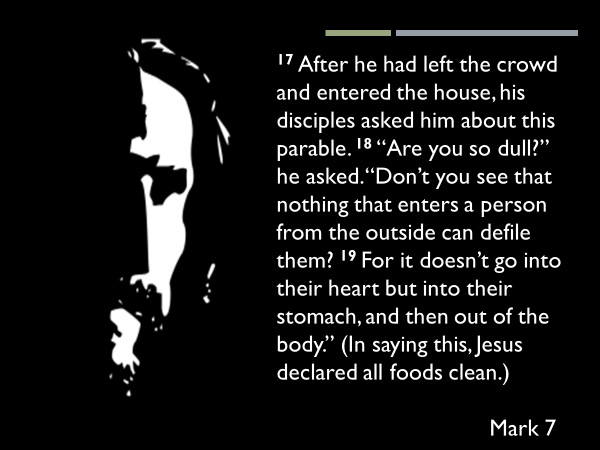 17 After he had left the crowd
and entered the house, his
disciples asked him about this
parable. 18 “Are you so dull?”
he asked. “Don’t you see that
nothing that enters a person
from the outside can defile
them? 19 For it doesn’t go into
their heart but into their
stomach, and then out of the
body.” (In saying this, Jesus
declared all foods clean.)
Mark 7